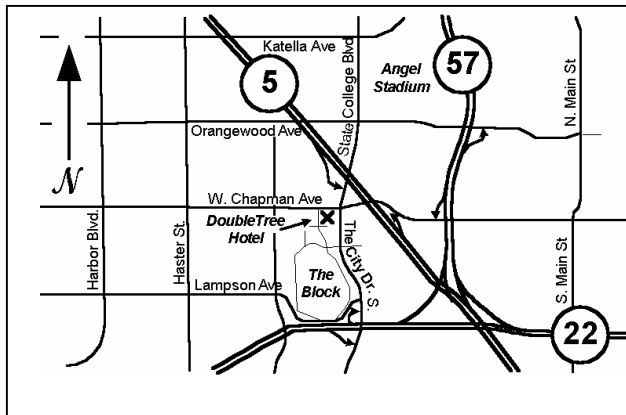 Katella Ave
5
State College Blvd
Angel
Stadium
57
N. Main St
Orangewood Ave
N
W. Chapman Ave
DoubleTree
Hotel
Harbor Blvd.
Haster St.
The City Dr. S.
The
Block
Lampson Ave
S. Main St
22